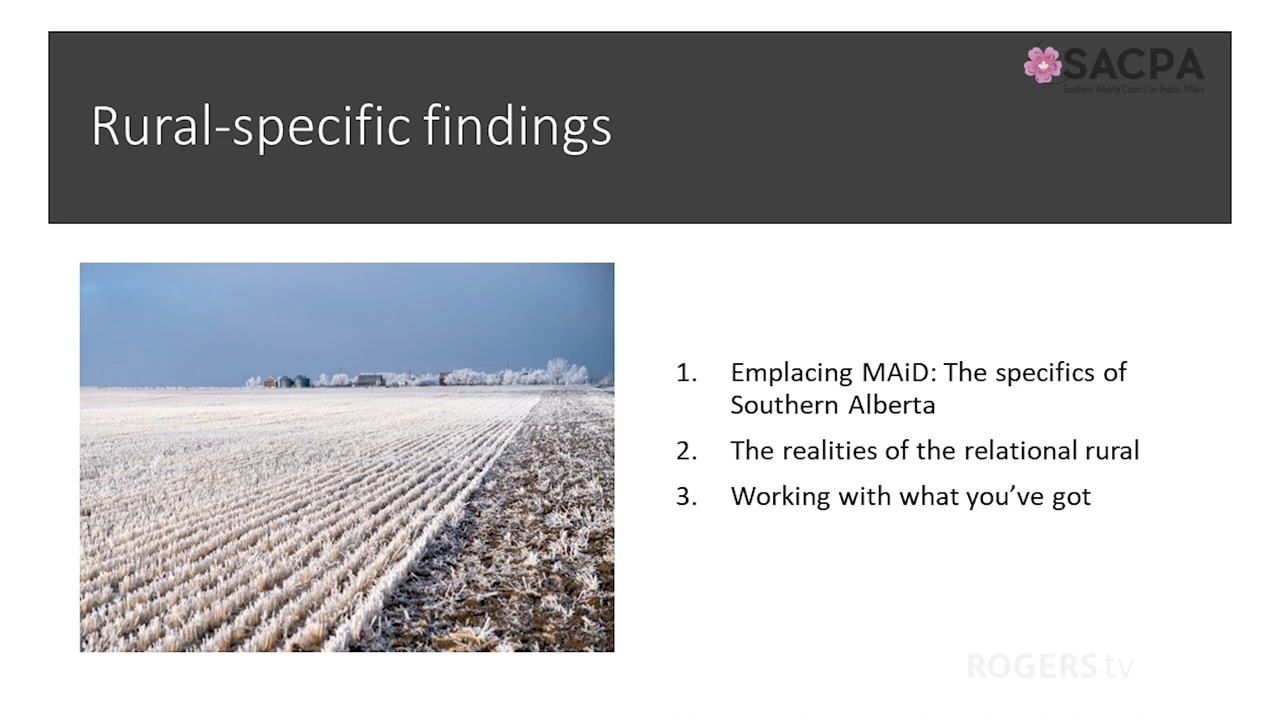 SACPA
Southern Alberta Council on Public Affairs
Rural-specific findings
1. Emplacing MAiD: The specifics of
Southern Alberta
2. The realities of the relational rural
3. Working with what you’ve got
ROGERS tv